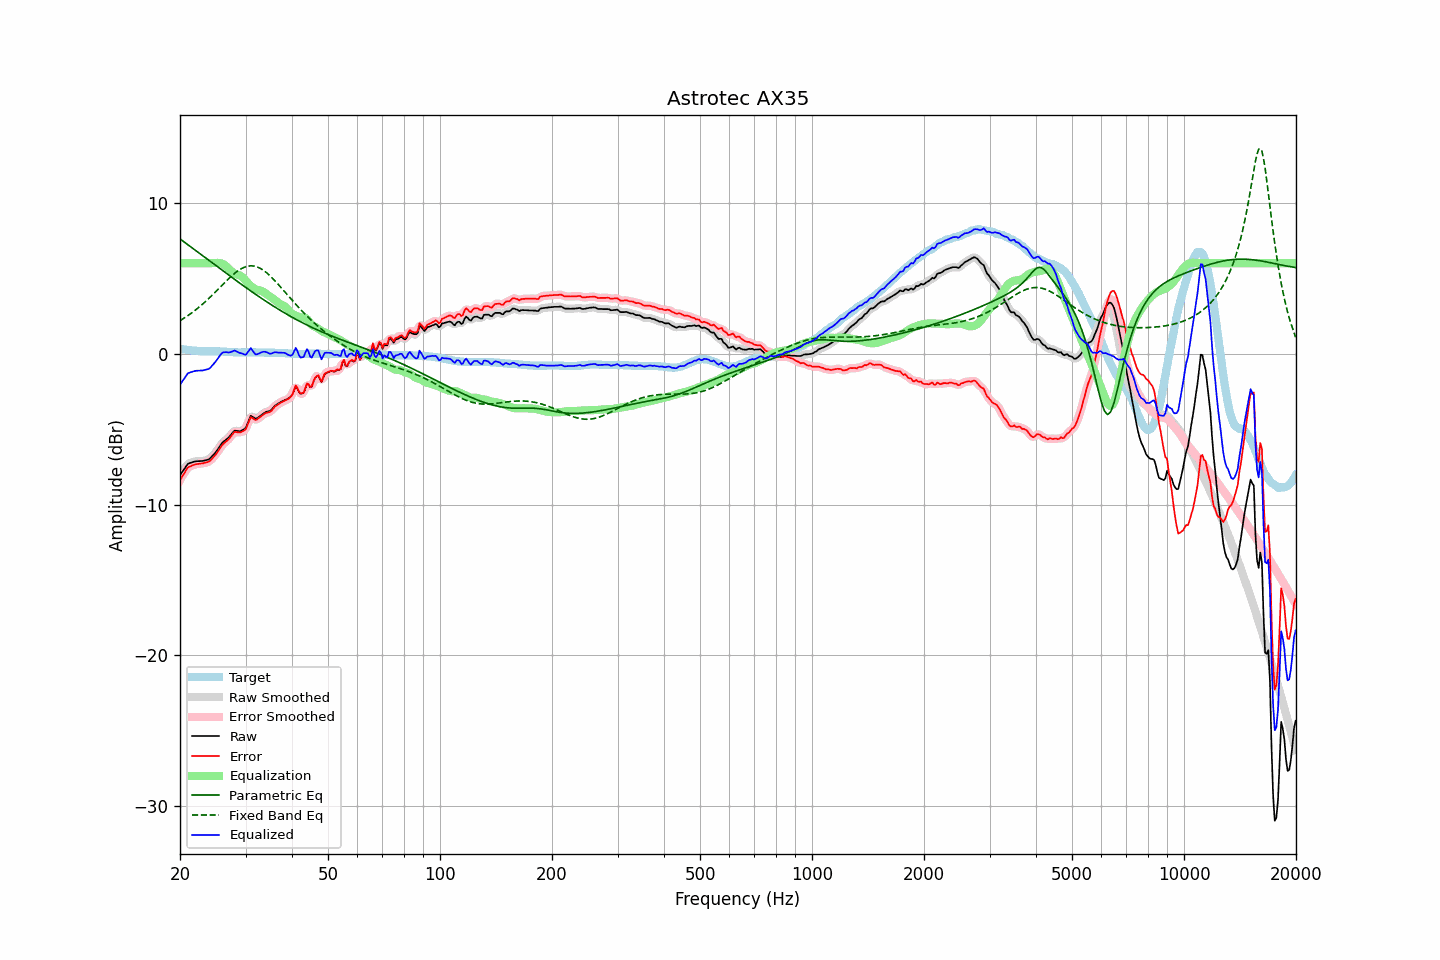 Astrotec AX35
Amplitude (dBr)
10
0
−10
−20
−30
Target
Raw Smoothed
Error Smoothed
Raw
Error
Equalization
Parametric Eq
Fixed Band Eq
Equalized
20 50 100 200 500 1000 2000 5000 10000 20000
Frequency (Hz)